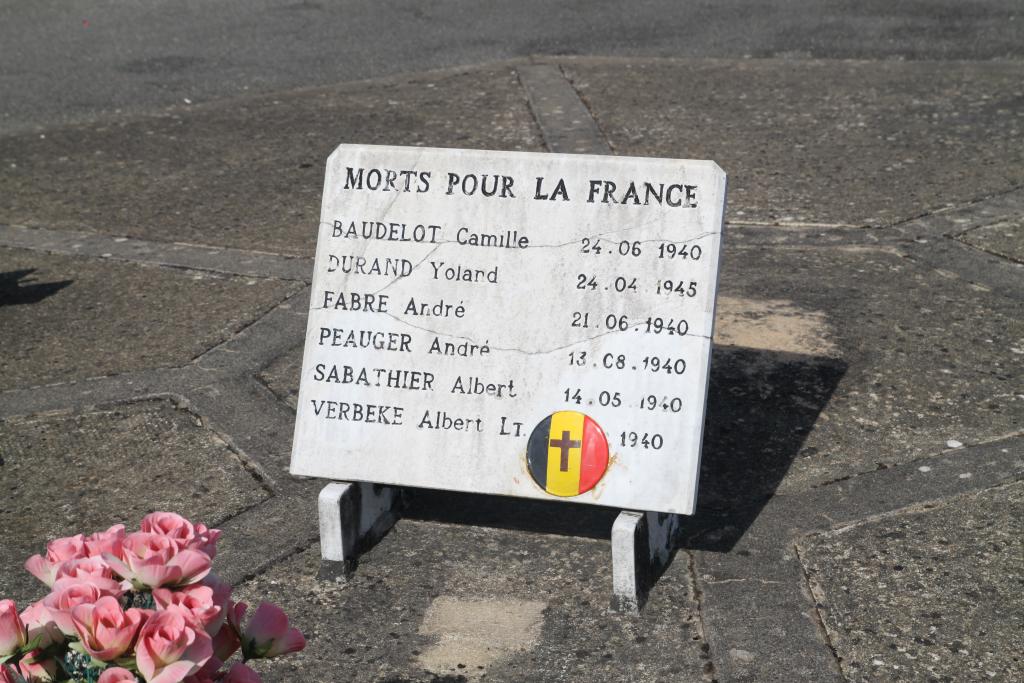 MORTS POUR LA FRANCE
BAUDELOT Camille 24.06 1940
DURAND Yolard 24.04 1945
FABRE André 21.06.1940
PEAUGER André 13.08.1940
SABATHIER Albert 14.05 1940
VERBEKE Albert LT. 1940